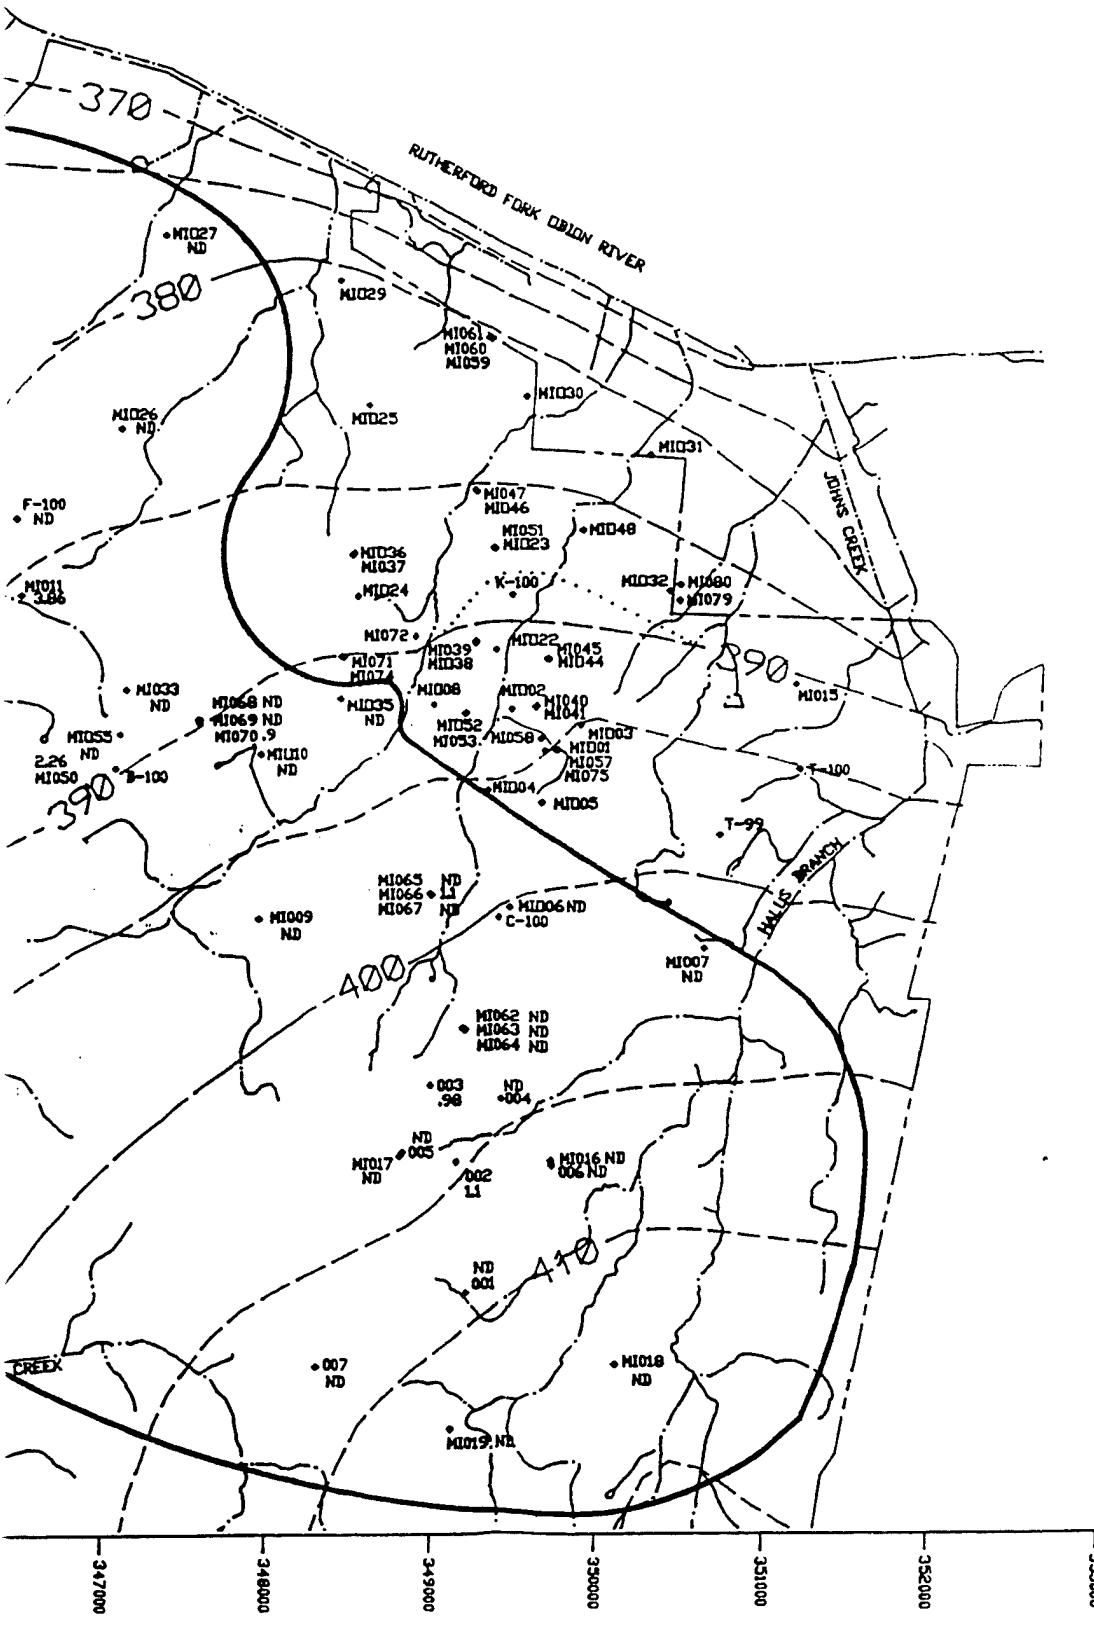 370
RUTHERFORD FORK OBION RIVER
MI027
ND
380
MI029
MI061
MI060
MI059
MI030
MI026
ND
MI025
MI031
F-100
ND
MI047
MI046
JOHNS CREEK
MI051
MI023
MI048
MI036
MI037
K-100
MI032
MI080
MI079
MI011
3.86
MI024
MI072
MI039
MI038
MI022
MI045
MI044
390
MI071
MI074
MI015
MI033
ND
MI068 ND
MI069 ND
MI070 .9
MI035
ND
MI008
MI002
MI040
MI041
MI052
MI053
MI058
MI003
MI001
MI057
MI075
MI055
ND
2.26
MI050
B-100
MI010
ND
T-100
390
MI004
MI005
T-99
HALLS BRANCH
MI065 ND
MI066 1.1
MI067 ND
MI006 ND
C-100
MI009
ND
MI007
ND
400
MI062 ND
MI063 ND
MI064 ND
003
.98
ND
004
ND
005
MI017
ND
002
1.1
MI016 ND
006 ND
410
ND
001
CREEK
007
ND
MI018
ND
MI019 ND
347000
348000
349000
350000
351000
352000